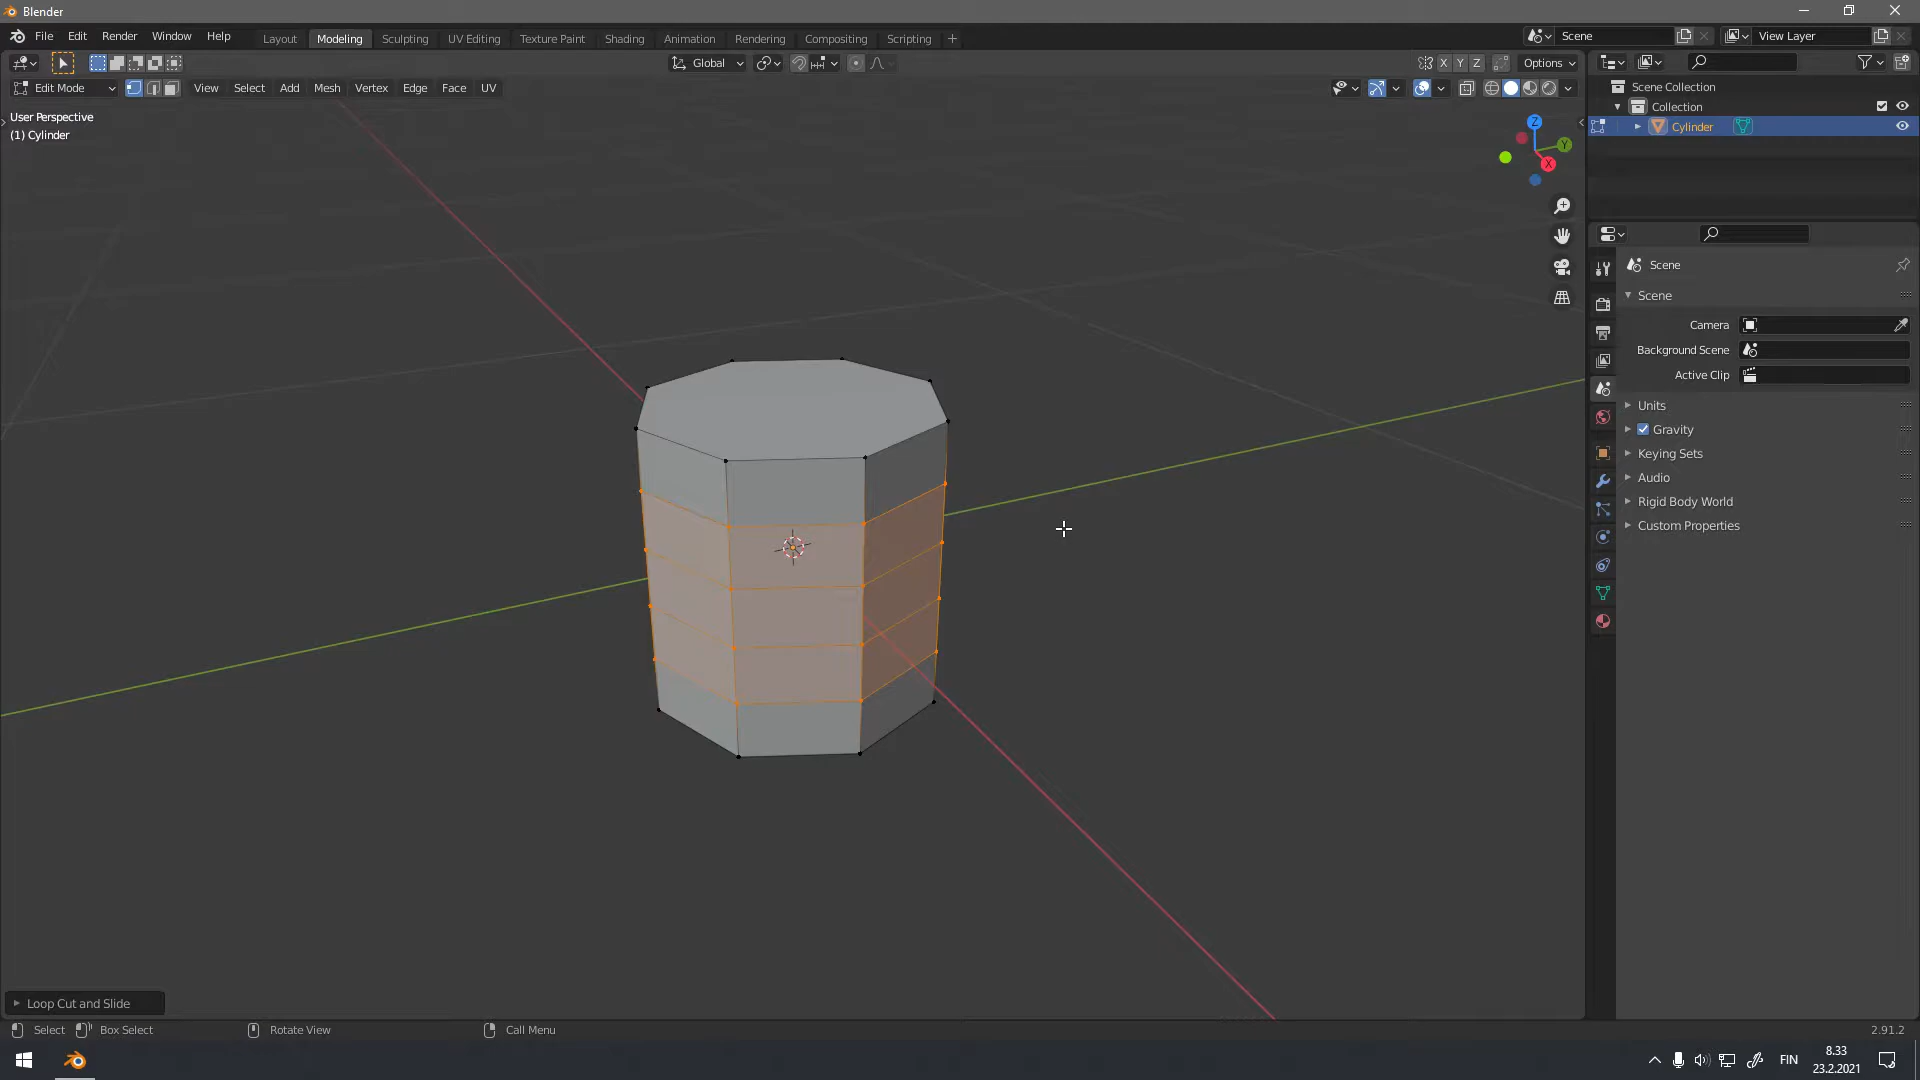 Blender
File Edit Render Window Help
Layout Modeling Sculpting UV Editing Texture Paint Shading Animation Rendering Compositing Scripting +
Scene
View Layer
Global
X Y Z
Options
Edit Mode
View Select Add Mesh Vertex Edge Face UV
User Perspective
(1) Cylinder
Z
Y
X
Scene Collection
Collection
Cylinder
Scene
Scene
Camera
Background Scene
Active Clip
Units
Gravity
Keying Sets
Audio
Rigid Body World
Custom Properties
Loop Cut and Slide
Select Box Select Rotate View Call Menu
2.91.2
FIN
8.33
23.2.2021